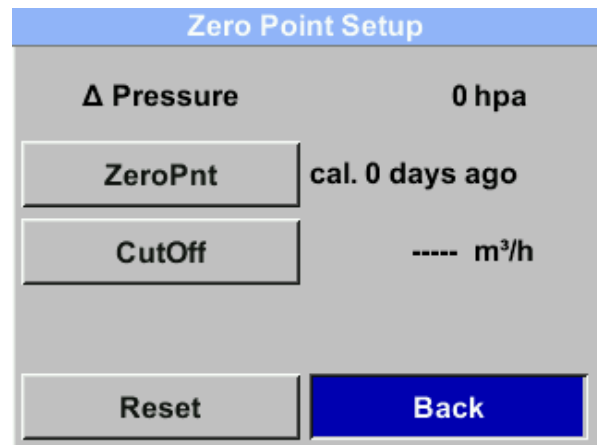 Zero Point Setup
Δ Pressure 0 hpa
ZeroPnt cal. 0 days ago
CutOff ----- m³/h
Reset Back